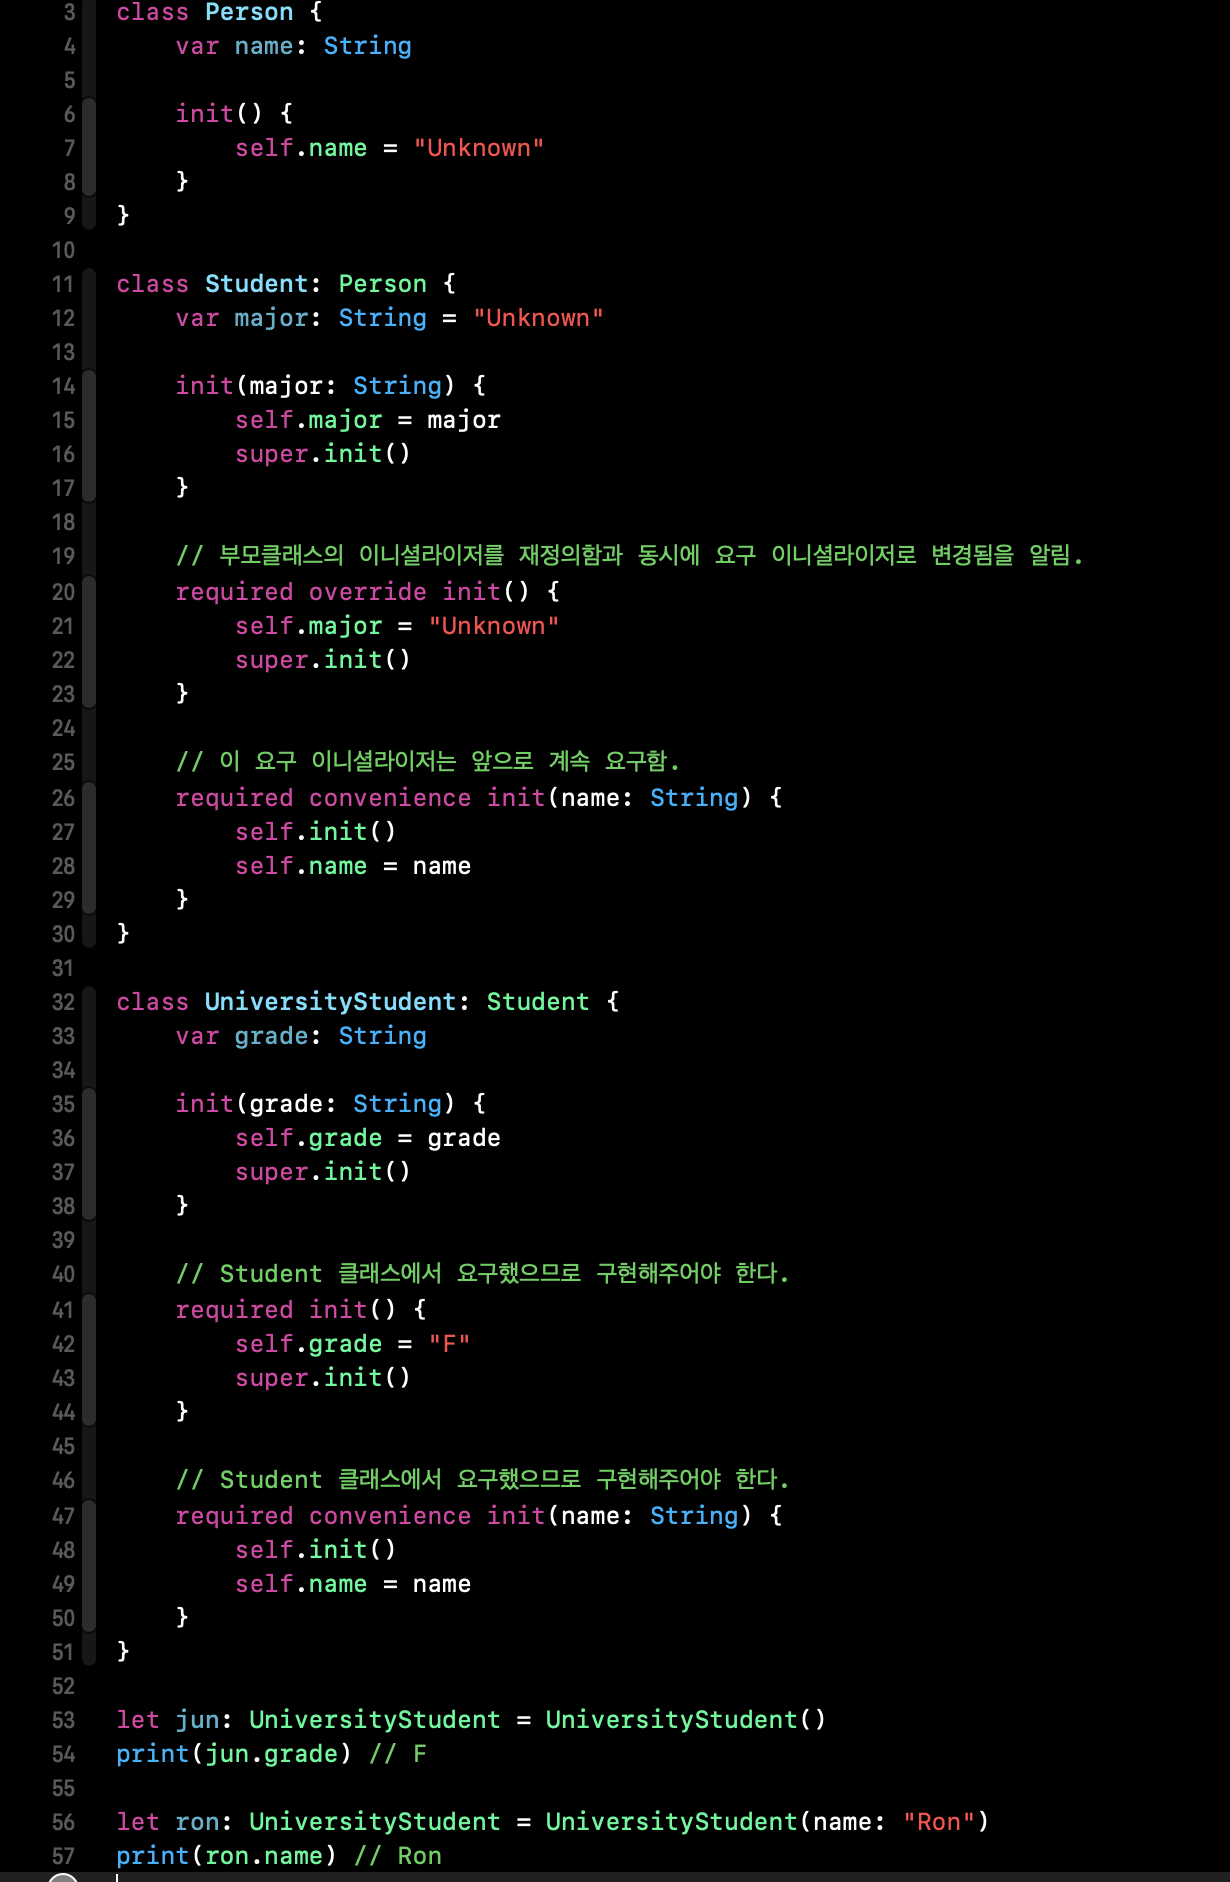 3 class Person {
4     var name: String
5
6     init() {
7         self.name = "Unknown"
8     }
9 }
10
11 class Student: Person {
12     var major: String = "Unknown"
13
14     init(major: String) {
15         self.major = major
16         super.init()
17     }
18
19     // 부모클래스의 이니셜라이저를 재정의함과 동시에 요구 이니셜라이저로 변경됨을 알림.
20     required override init() {
21         self.major = "Unknown"
22         super.init()
23     }
24
25     // 이 요구 이니셜라이저는 앞으로 계속 요구함.
26     required convenience init(name: String) {
27         self.init()
28         self.name = name
29     }
30 }
31
32 class UniversityStudent: Student {
33     var grade: String
34
35     init(grade: String) {
36         self.grade = grade
37         super.init()
38     }
39
40     // Student 클래스에서 요구했으므로 구현해주어야 한다.
41     required init() {
42         self.grade = "F"
43         super.init()
44     }
45
46     // Student 클래스에서 요구했으므로 구현해주어야 한다.
47     required convenience init(name: String) {
48         self.init()
49         self.name = name
50     }
51 }
52
53 let jun: UniversityStudent = UniversityStudent()
54 print(jun.grade) // F
55
56 let ron: UniversityStudent = UniversityStudent(name: "Ron")
57 print(ron.name) // Ron